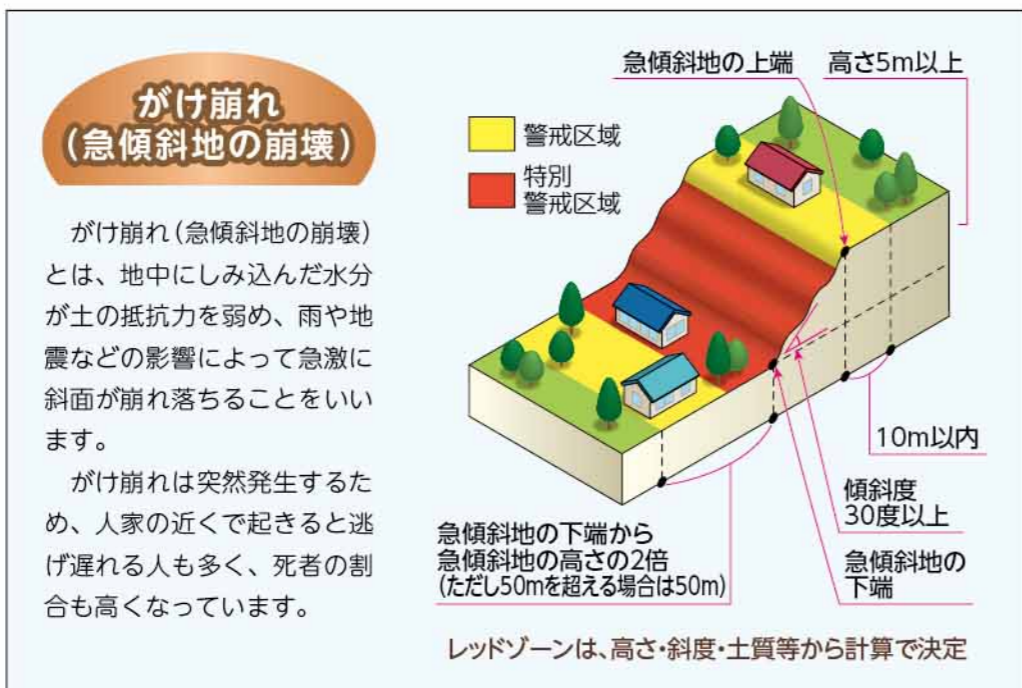 がけ崩れ
(急傾斜地の崩壊)
がけ崩れ(急傾斜地の崩壊)
とは、地中にしみ込んだ水分
が土の抵抗力を弱め、雨や地
震などの影響によって急激に
斜面が崩れ落ちることをいい
ます。
がけ崩れは突然発生するた
め、人家の近くで起きると逃
げ遅れる人も多く、死者の割
合も高くなっています。
急傾斜地の上端
高さ5m以上
警戒区域
特別
警戒区域
10m以内
傾斜度
30度以上
急傾斜地の
下端
急傾斜地の下端から
急傾斜地の高さの2倍
(ただし50mを超える場合は50m)
レッドゾーンは、高さ・斜度・土質等から計算で決定